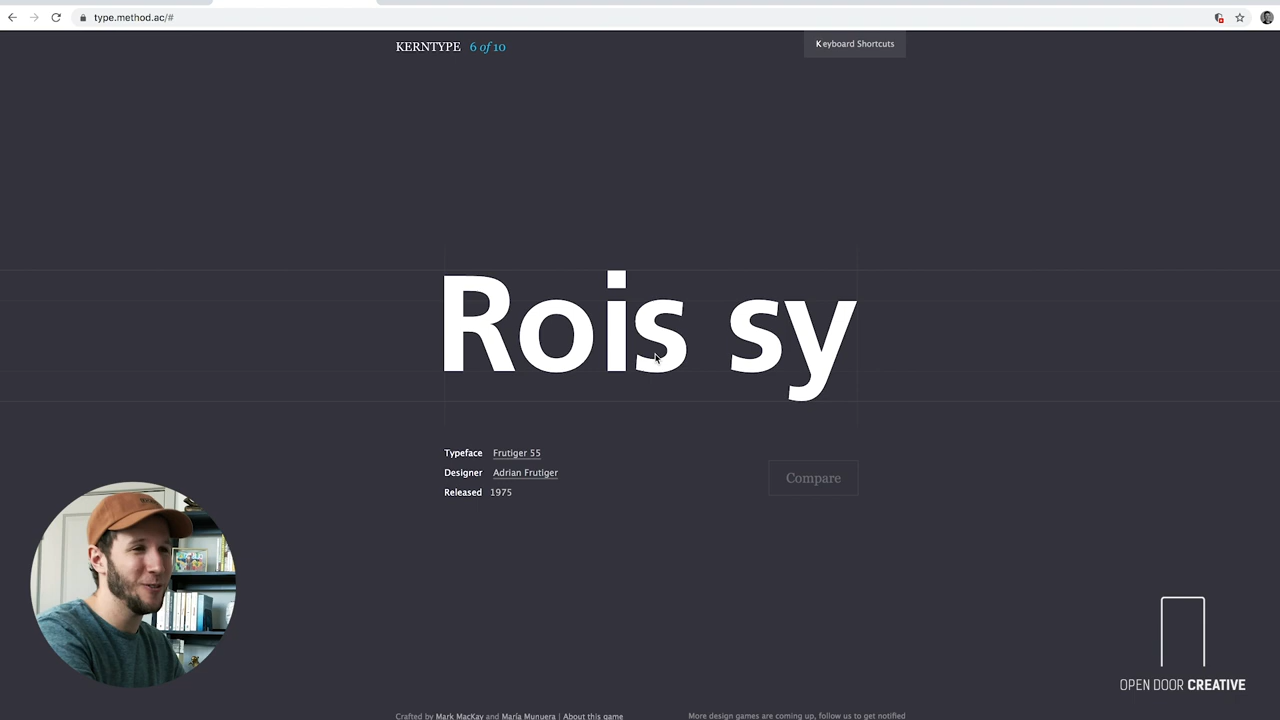 type.method.ac/#
KERNTYPE 6 of 10
Keyboard Shortcuts
Rois sy
Typeface Frutiger 55
Designer Adrian Frutiger
Released 1975
Compare
OPEN DOOR CREATIVE
Crafted by Mark MacKay and María Munuera | About this game
More design games are coming up, follow us to get notified